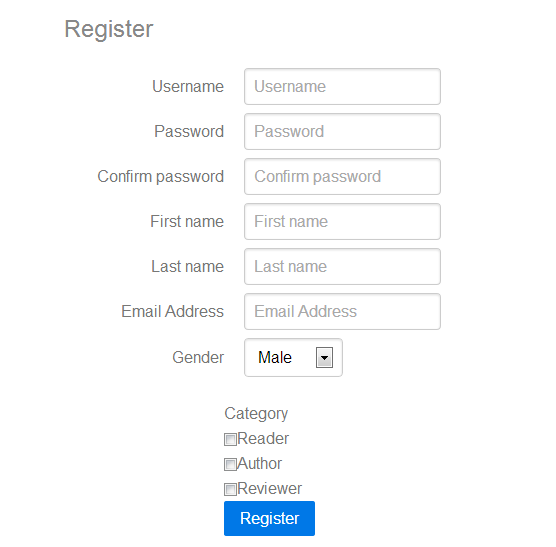 Register
Username Username
Password Password
Confirm password Confirm password
First name First name
Last name Last name
Email Address Email Address
Gender Male
Category
Reader
Author
Reviewer
Register